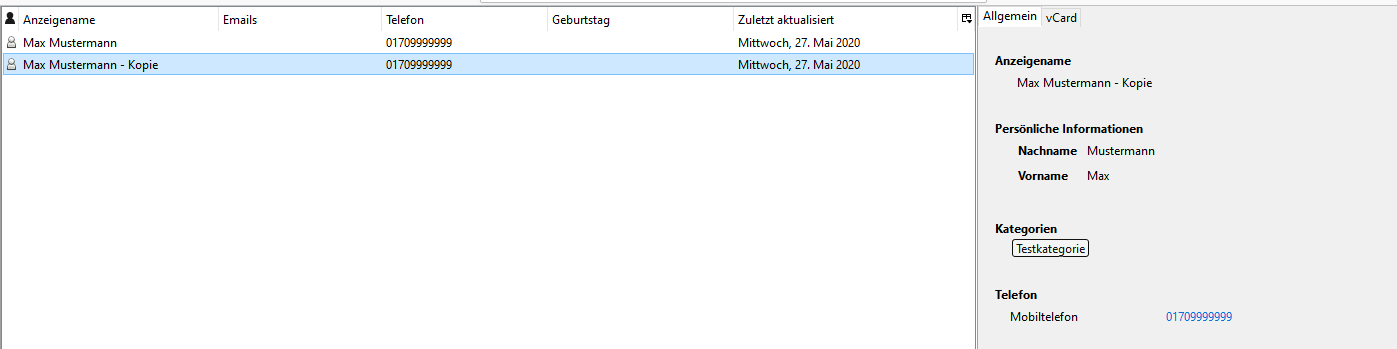 Anzeigename Emails Telefon Geburtstag Zuletzt aktualisiert
Max Mustermann 01709999999 Mittwoch, 27. Mai 2020
Max Mustermann - Kopie 01709999999 Mittwoch, 27. Mai 2020
Allgemein vCard
Anzeigename
Max Mustermann - Kopie
Persönliche Informationen
Nachname Mustermann
Vorname Max
Kategorien
Testkategorie
Telefon
Mobiltelefon 01709999999